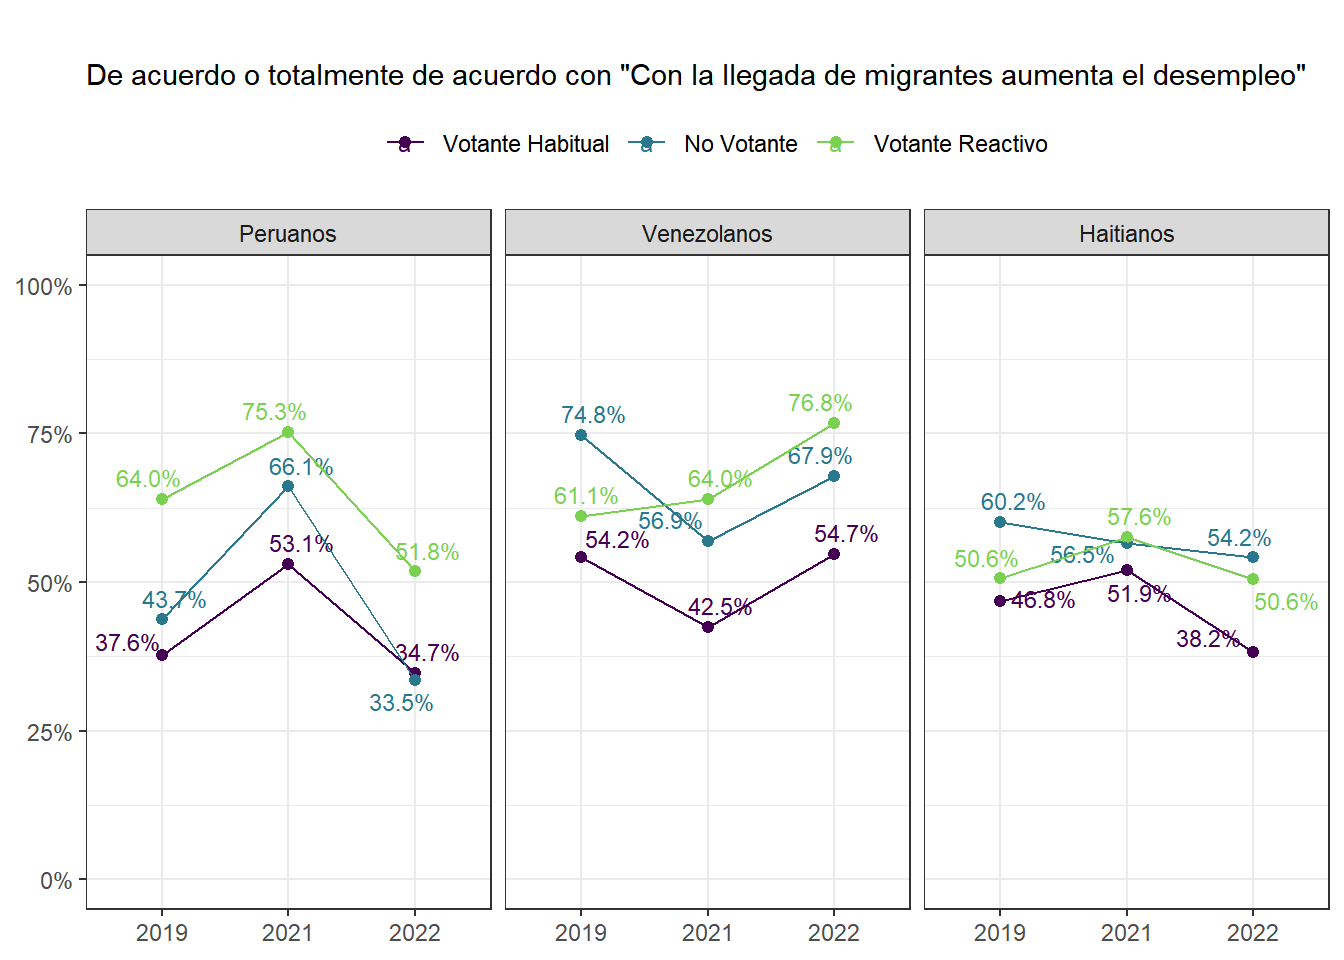 De acuerdo o totalmente de acuerdo con "Con la llegada de migrantes aumenta el desempleo"
a Votante Habitual a No Votante a Votante Reactivo
Peruanos Venezolanos Haitianos
100%
75%
50%
25%
0%
64.0% 75.3% 51.8%
43.7% 66.1% 33.5%
37.6% 53.1% 34.7%
74.8% 56.9% 67.9%
61.1% 64.0% 76.8%
54.2% 42.5% 54.7%
60.2% 56.5% 54.2%
50.6% 57.6% 50.6%
46.8% 51.9% 38.2%
2019 2021 2022 2019 2021 2022 2019 2021 2022